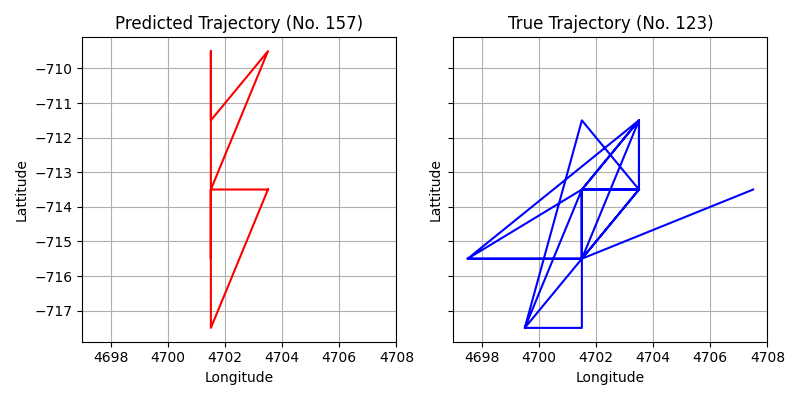 Predicted Trajectory (No. 157)
True Trajectory (No. 123)
−710
−711
−712
−713
−714
−715
−716
−717
Lattitude
Lattitude
4698 4700 4702 4704 4706 4708
4698 4700 4702 4704 4706 4708
Longitude
Longitude